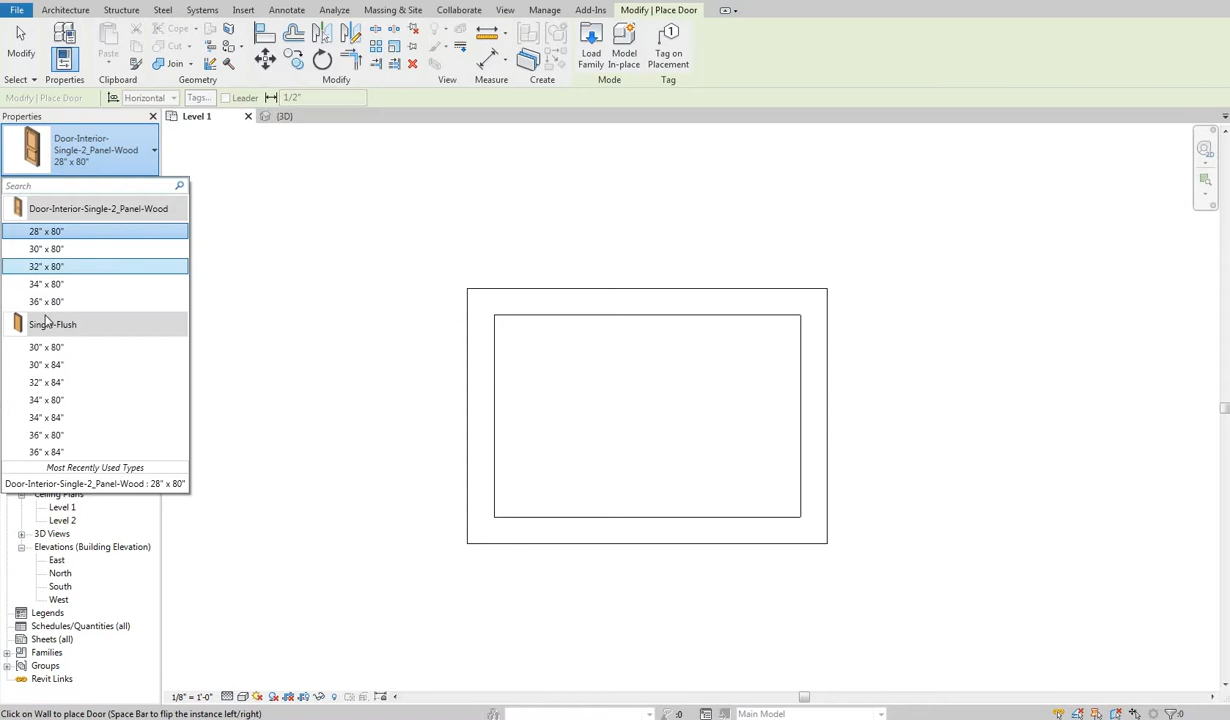 File Architecture Structure Steel Systems Insert Annotate Analyze Massing & Site Collaborate View Manage Add-Ins Modify | Place Door
Modify
Paste
Cope
Cut
Join
Load
Family
Model
In-place
Tag on
Placement
Select Properties Clipboard Geometry Modify View Measure Create Mode Tag
Modify | Place Door Horizontal Tags... Leader 1/2"
Properties
Level 1
{3D}
Door-Interior-
Single-2_Panel-Wood
28" x 80"
2D
Search
Door-Interior-Single-2_Panel-Wood
28" x 80"
30" x 80"
32" x 80"
34" x 80"
36" x 80"
Single-Flush
30" x 80"
30" x 84"
32" x 84"
34" x 80"
34" x 84"
36" x 80"
36" x 84"
Most Recently Used Types
Door-Interior-Single-2_Panel-Wood : 28" x 80"
Ceiling Plans
Level 1
Level 2
3D Views
Elevations (Building Elevation)
East
North
South
West
Legends
Schedules/Quantities (all)
Sheets (all)
Families
Groups
Revit Links
1/8" = 1'-0"
Click on Wall to place Door (Space Bar to flip the instance left/right)
:0
Main Model
:0